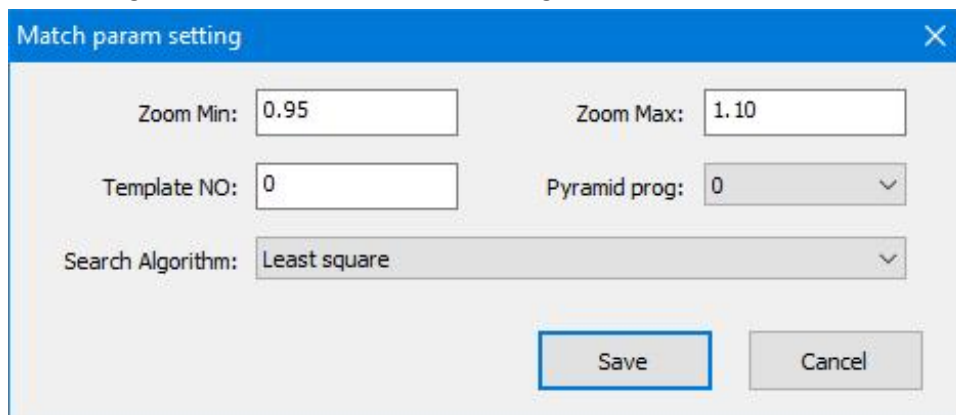 Match param setting
Zoom Min: 0.95 Zoom Max: 1.10
Template NO: 0 Pyramid prog: 0
Search Algorithm: Least square
Save Cancel